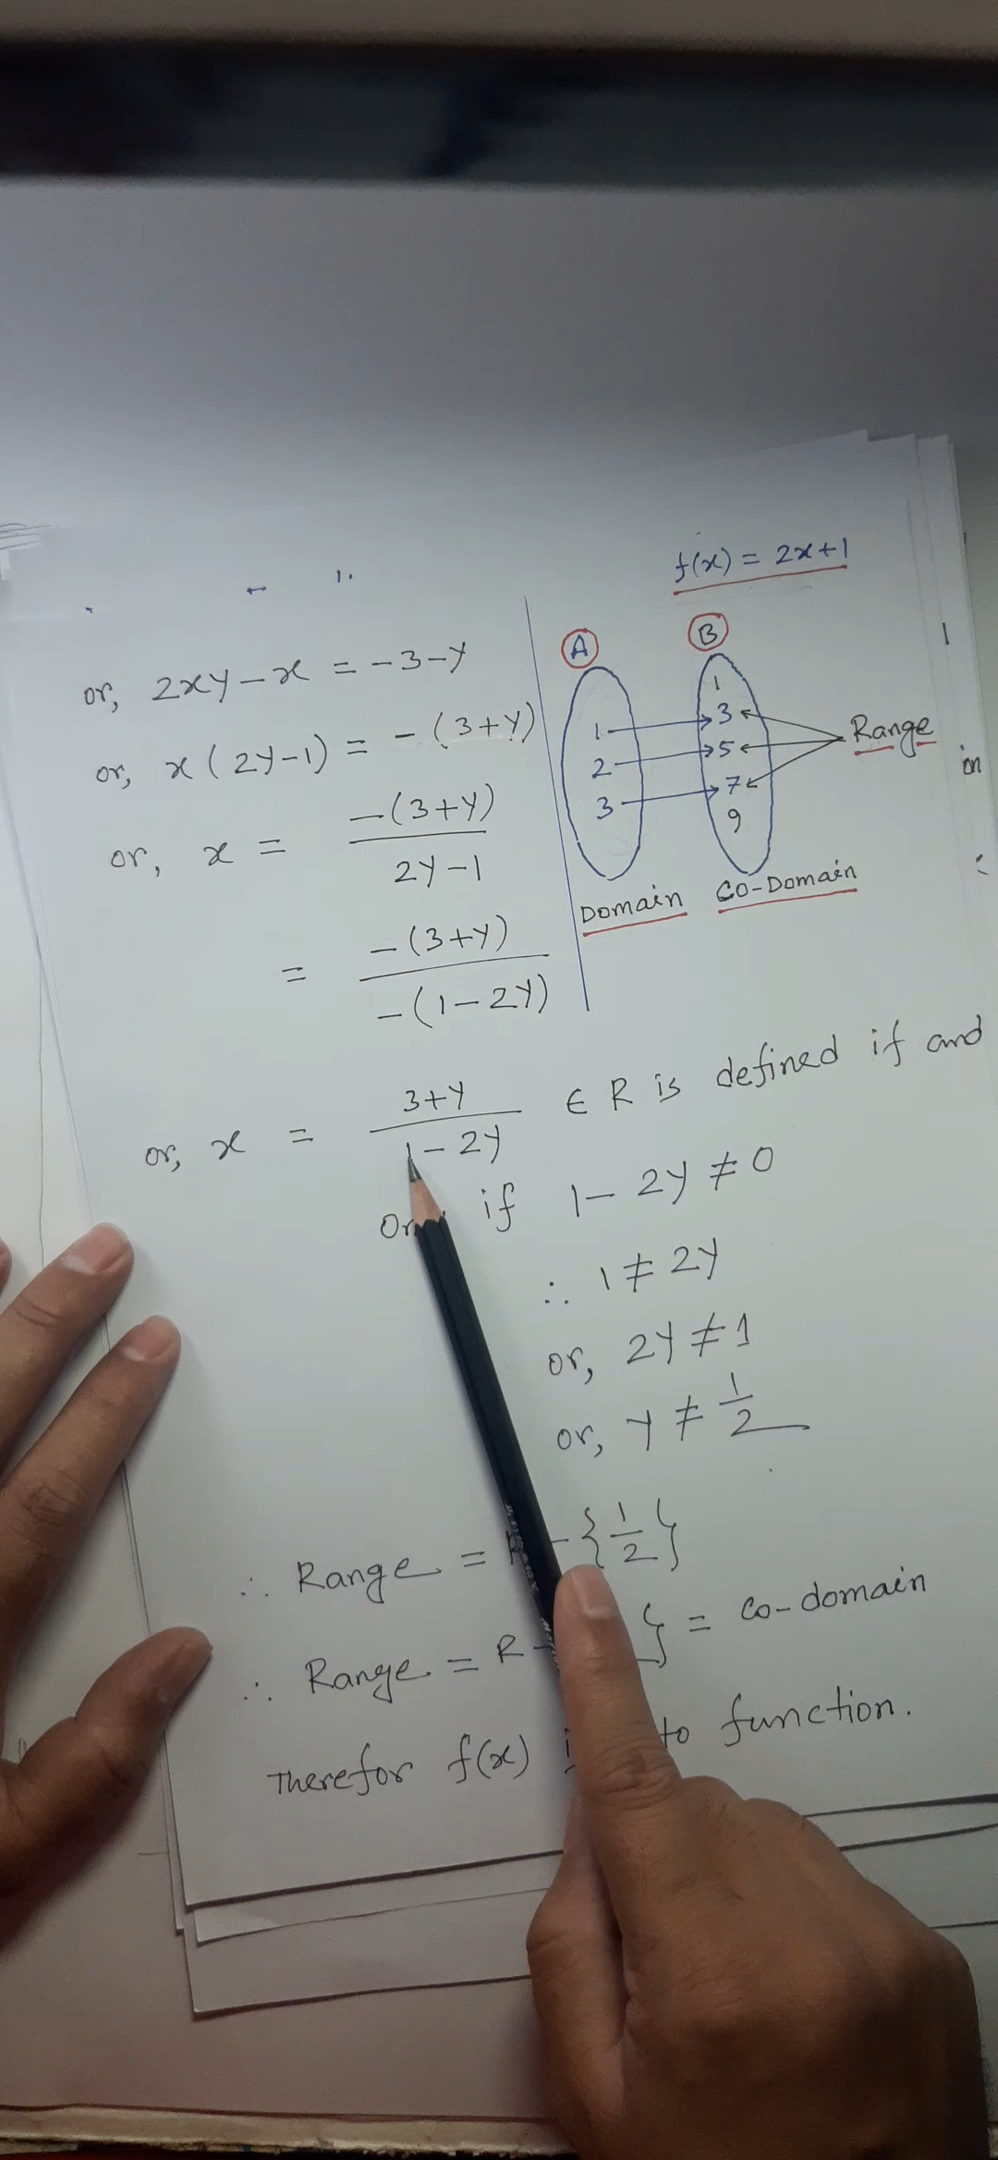 f(x) = 2x+1
A B
1 1
2 3
3 5
7
9
Range
Domain Co-Domain
or, 2xy - x = -3-y
or, x(2y-1) = -(3+y)
or, x = -(3+y) / 2y-1
= -(3+y) / -(1-2y)
or, x = 3+y / 1-2y ∈ R is defined if and
if 1-2y ≠ 0
∴ 1 ≠ 2y
or, 2y ≠ 1
or, y ≠ 1/2
∴ Range = R - {1/2}
∴ Range = R - } = co-domain
Therefor f(x) to function.